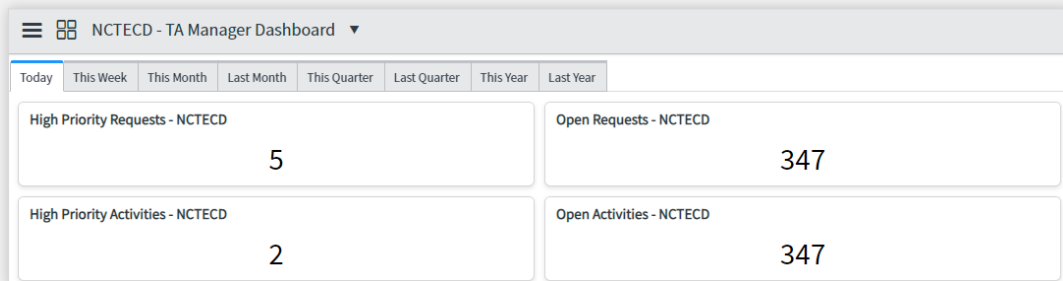 NCTECD - TA Manager Dashboard
Today This Week This Month Last Month This Quarter Last Quarter This Year Last Year
High Priority Requests - NCTECD
5
Open Requests - NCTECD
347
High Priority Activities - NCTECD
2
Open Activities - NCTECD
347